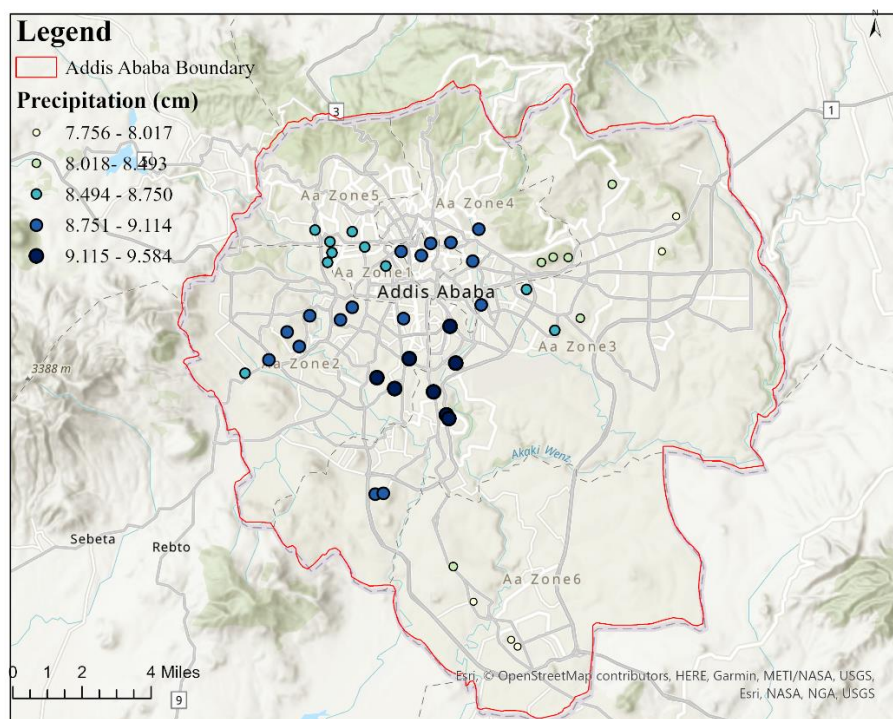 Legend
Addis Ababa Boundary
Precipitation (cm)
7.756 - 8.017
8.018- 8.493
8.494 - 8.750
8.751 - 9.114
9.115 - 9.584
N
3
1
Aa Zone5
Aa Zone4
Aa Zone1
Addis Ababa
Aa Zone3
Aa Zone2
3388 m
Akaki Wenz
Sebeta
Rebto
Aa Zone6
0 1 2 4 Miles
9
Esri, © OpenStreetMap contributors, HERE, Garmin, METI/NASA, USGS,
Esri, NASA, NGA, USGS